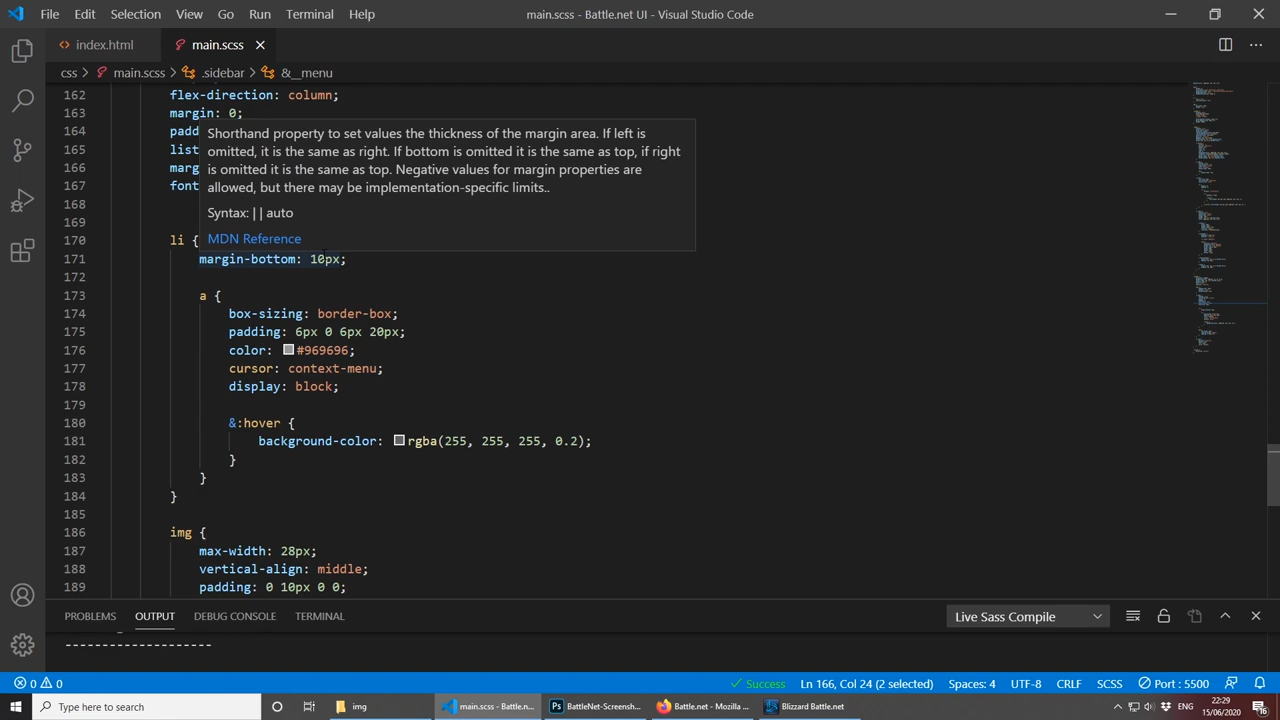 File Edit Selection View Go Run Terminal Help
main.scss - Battle.net UI - Visual Studio Code
index.html
main.scss
css > main.scss > .sidebar > &__menu
162 flex-direction: column;
163 margin: 0;
164 padd
165 list
166 marg
167 font
168
169
170 li {
171 margin-bottom: 10px;
172
173 a {
174 box-sizing: border-box;
175 padding: 6px 0 6px 20px;
176 color: #969696;
177 cursor: context-menu;
178 display: block;
179
180 &:hover {
181 background-color: rgba(255, 255, 255, 0.2);
182 }
183 }
184 }
185
186 img {
187 max-width: 28px;
188 vertical-align: middle;
189 padding: 0 10px 0 0;
Shorthand property to set values the thickness of the margin area. If left is
omitted, it is the same as right. If bottom is omitted it is the same as top, if right
is omitted it is the same as top. Negative values for margin properties are
allowed, but there may be implementation-specific limits..
Syntax: | | auto
MDN Reference
PROBLEMS OUTPUT DEBUG CONSOLE TERMINAL
Live Sass Compile
--------------------
0 0
Success
Ln 166, Col 24 (2 selected)
Spaces: 4
UTF-8
CRLF
SCSS
Port : 5500
Type here to search
img
main.scss - Battle.n...
BattleNet-Screensh...
Battle.net - Mozilla ...
Blizzard Battle.net
ENG
22:29
15/06/2020
6